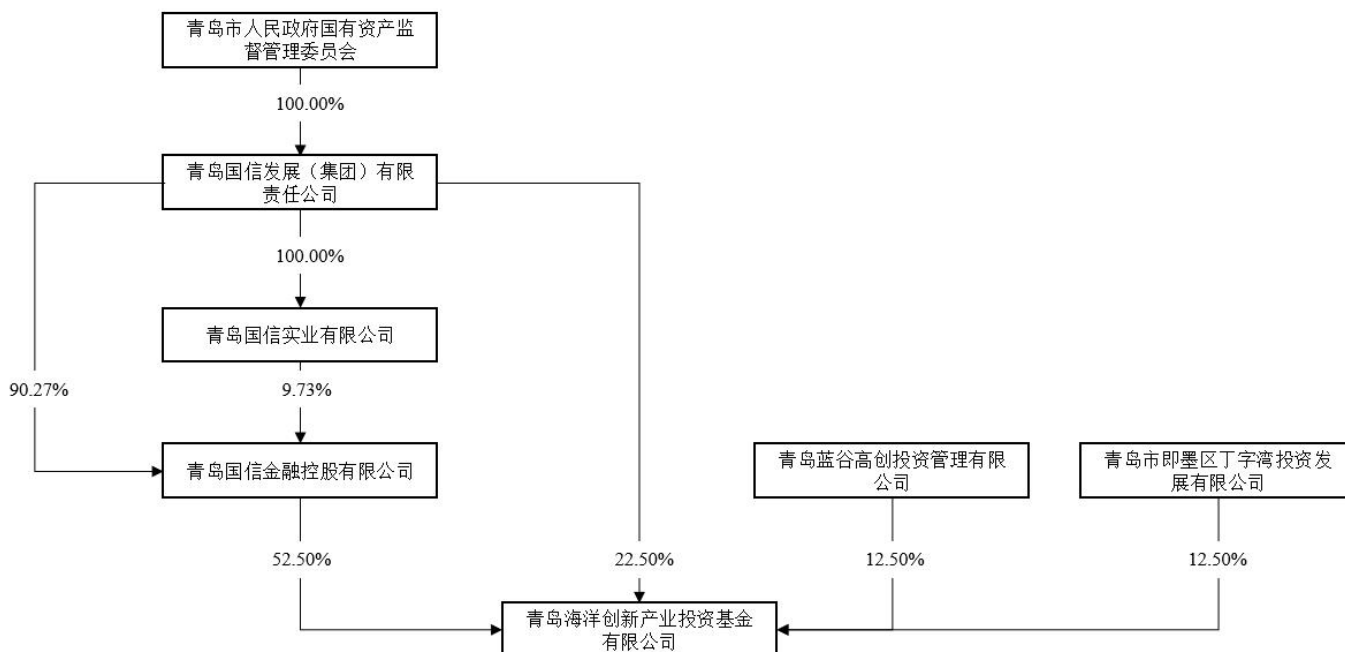 青岛市人民政府国有资产监
督管理委员会
100.00%
青岛国信发展（集团）有限
责任公司
100.00%
青岛国信实业有限公司
90.27%
9.73%
青岛国信金融控股有限公司
青岛蓝谷高创投资管理有限
公司
青岛市即墨区丁字湾投资发
展有限公司
52.50%
22.50%
12.50%
12.50%
青岛海洋创新产业投资基金
有限公司